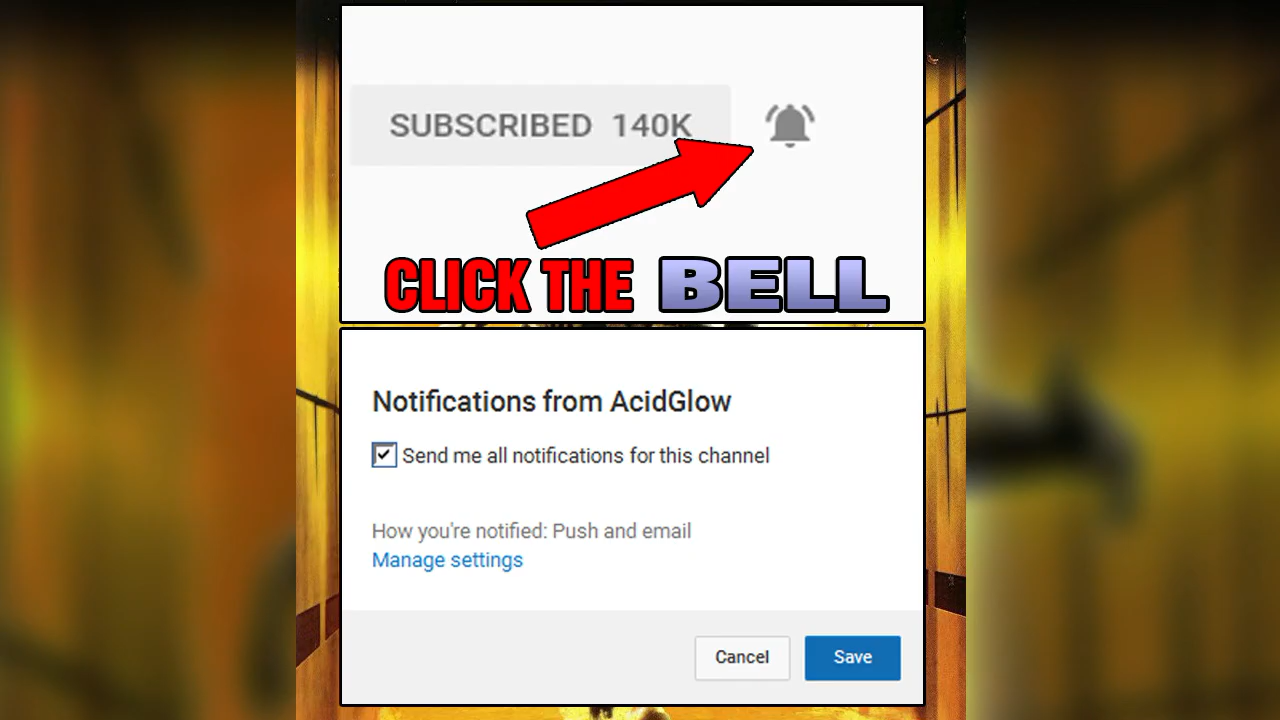 SUBSCRIBED 140K
CLICK THE BELL
Notifications from AcidGlow
Send me all notifications for this channel
How you're notified: Push and email
Manage settings
Cancel Save